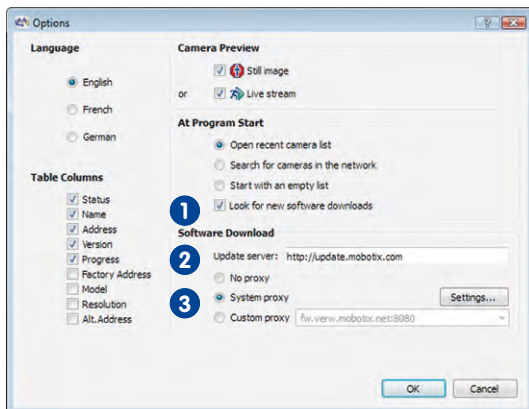 Options
Language
English
French
German
Table Columns
Status
Name
Address
Version
Progress
Factory Address
Model
Resolution
Alt.Address
Camera Preview
Still image
or
Live stream
At Program Start
Open recent camera list
Search for cameras in the network
Start with an empty list
1
Look for new software downloads
Software Download
2
Update server: http://update.mobotix.com
No proxy
3
System proxy
Settings...
Custom proxy fw.verw.mobotix.net:8080
OK
Cancel